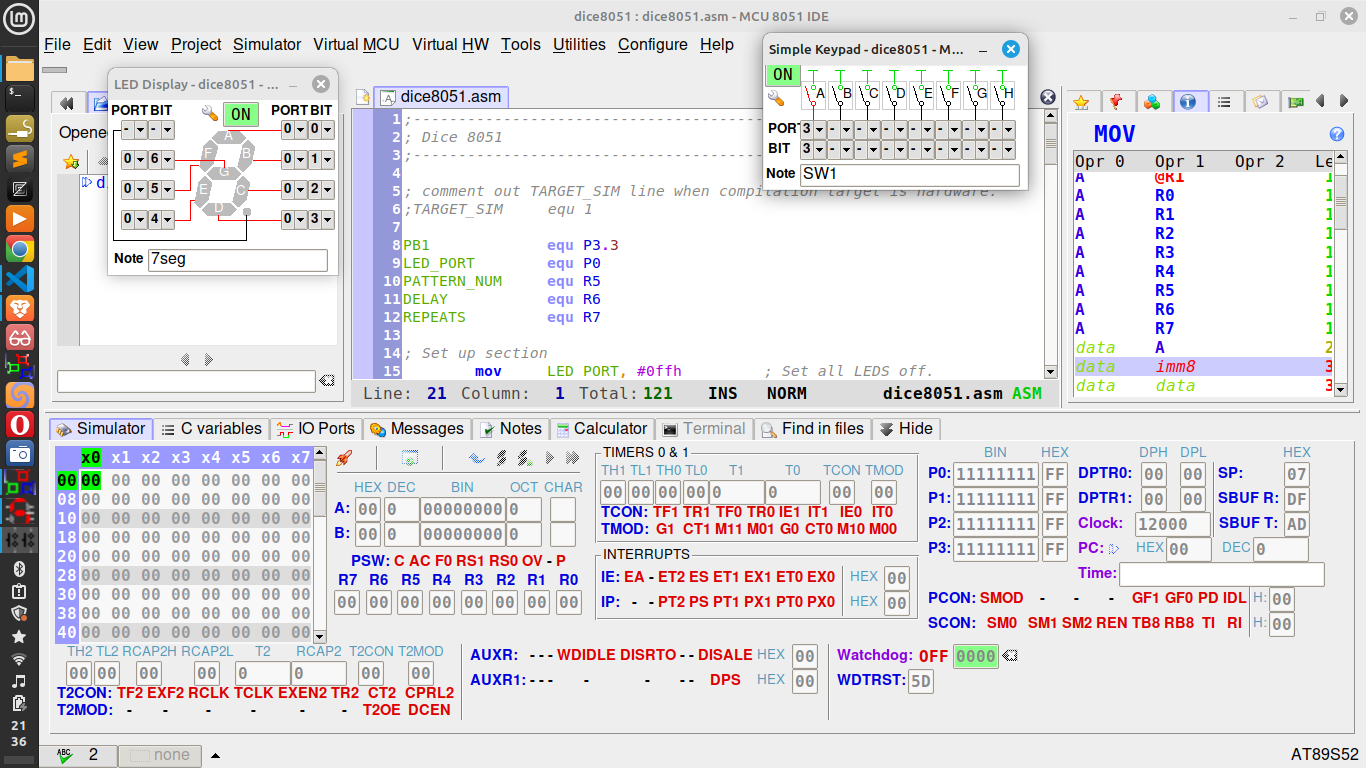 dice8051 : dice8051.asm - MCU 8051 IDE
File Edit View Project Simulator Virtual MCU Virtual HW Tools Utilities Configure Help
LED Display - dice8051 - ...
PORT BIT ON PORT BIT
- - A 0 0
0 6 F B 0 1
G
0 5 E C 0 2
0 4 D 0 3
Note 7seg
Simple Keypad - dice8051 - M...
ON
A B C D E F G H
PORT 3 - - - - - - -
BIT 3 - - - - - - -
Note SW1
Opene
d
dice8051.asm
1 ;---------------------------------------
2 ; Dice 8051
3 ;---------------------------------------
4
5 ; comment out TARGET_SIM line when compilation target is hardware.
6 ;TARGET_SIM equ 1
7
8 PB1 equ P3.3
9 LED_PORT equ P0
10 PATTERN_NUM equ R5
11 DELAY equ R6
12 REPEATS equ R7
13
14 ; Set up section
15 mov LED_PORT, #0ffh ; Set all LEDS off.
Line: 21 Column: 1 Total: 121 INS NORM dice8051.asm ASM
MOV
Opr 0 Opr 1 Opr 2 Le
A @R1 1
A R0 1
A R1 1
A R2 1
A R3 1
A R4 1
A R5 1
A R6 1
A R7 1
data A 2
data imm8 3
data data 3
Simulator C variables IO Ports Messages Notes Calculator Terminal Find in files Hide
x0 x1 x2 x3 x4 x5 x6 x7
00 00 00 00 00 00 00 00 00
08 00 00 00 00 00 00 00 00
10 00 00 00 00 00 00 00 00
18 00 00 00 00 00 00 00 00
20 00 00 00 00 00 00 00 00
28 00 00 00 00 00 00 00 00
30 00 00 00 00 00 00 00 00
38 00 00 00 00 00 00 00 00
40 00 00 00 00 00 00 00 00
HEX DEC BIN OCT CHAR
A: 00 0 00000000 0
B: 00 0 00000000 0
PSW: C AC F0 RS1 RS0 OV - P
R7 R6 R5 R4 R3 R2 R1 R0
00 00 00 00 00 00 00 00
TIMERS 0 & 1
TH1 TL1 TH0 TL0 T1 T0 TCON TMOD
00 00 00 00 0 0 00 00
TCON: TF1 TR1 TF0 TR0 IE1 IT1 IE0 IT0
TMOD: G1 CT1 M11 M01 G0 CT0 M10 M00
INTERRUPTS
IE: EA - ET2 ES ET1 EX1 ET0 EX0 HEX 00
IP: - - PT2 PS PT1 PX1 PT0 PX0 HEX 00
BIN HEX DPH DPL HEX
P0: 11111111 FF DPTR0: 00 00 SP: 07
P1: 11111111 FF DPTR1: 00 00 SBUF R: DF
P2: 11111111 FF Clock: 12000 SBUF T: AD
P3: 11111111 FF PC: HEX 00 DEC 0
Time:
PCON: SMOD - - - GF1 GF0 PD IDL H: 00
SCON: SM0 SM1 SM2 REN TB8 RB8 TI RI H: 00
TH2 TL2 RCAP2H RCAP2L T2 RCAP2 T2CON T2MOD
00 00 00 00 0 0 00 00
T2CON: TF2 EXF2 RCLK TCLK EXEN2 TR2 CT2 CPRL2
T2MOD: - - - - - - T2OE DCEN
AUXR: - - - WDIDLE DISRTO - - DISALE HEX 00
AUXR1: - - - - - - - DPS HEX 00
Watchdog: OFF 0000
WDTRST: 5D
21
36
ABC 2 none AT89S52